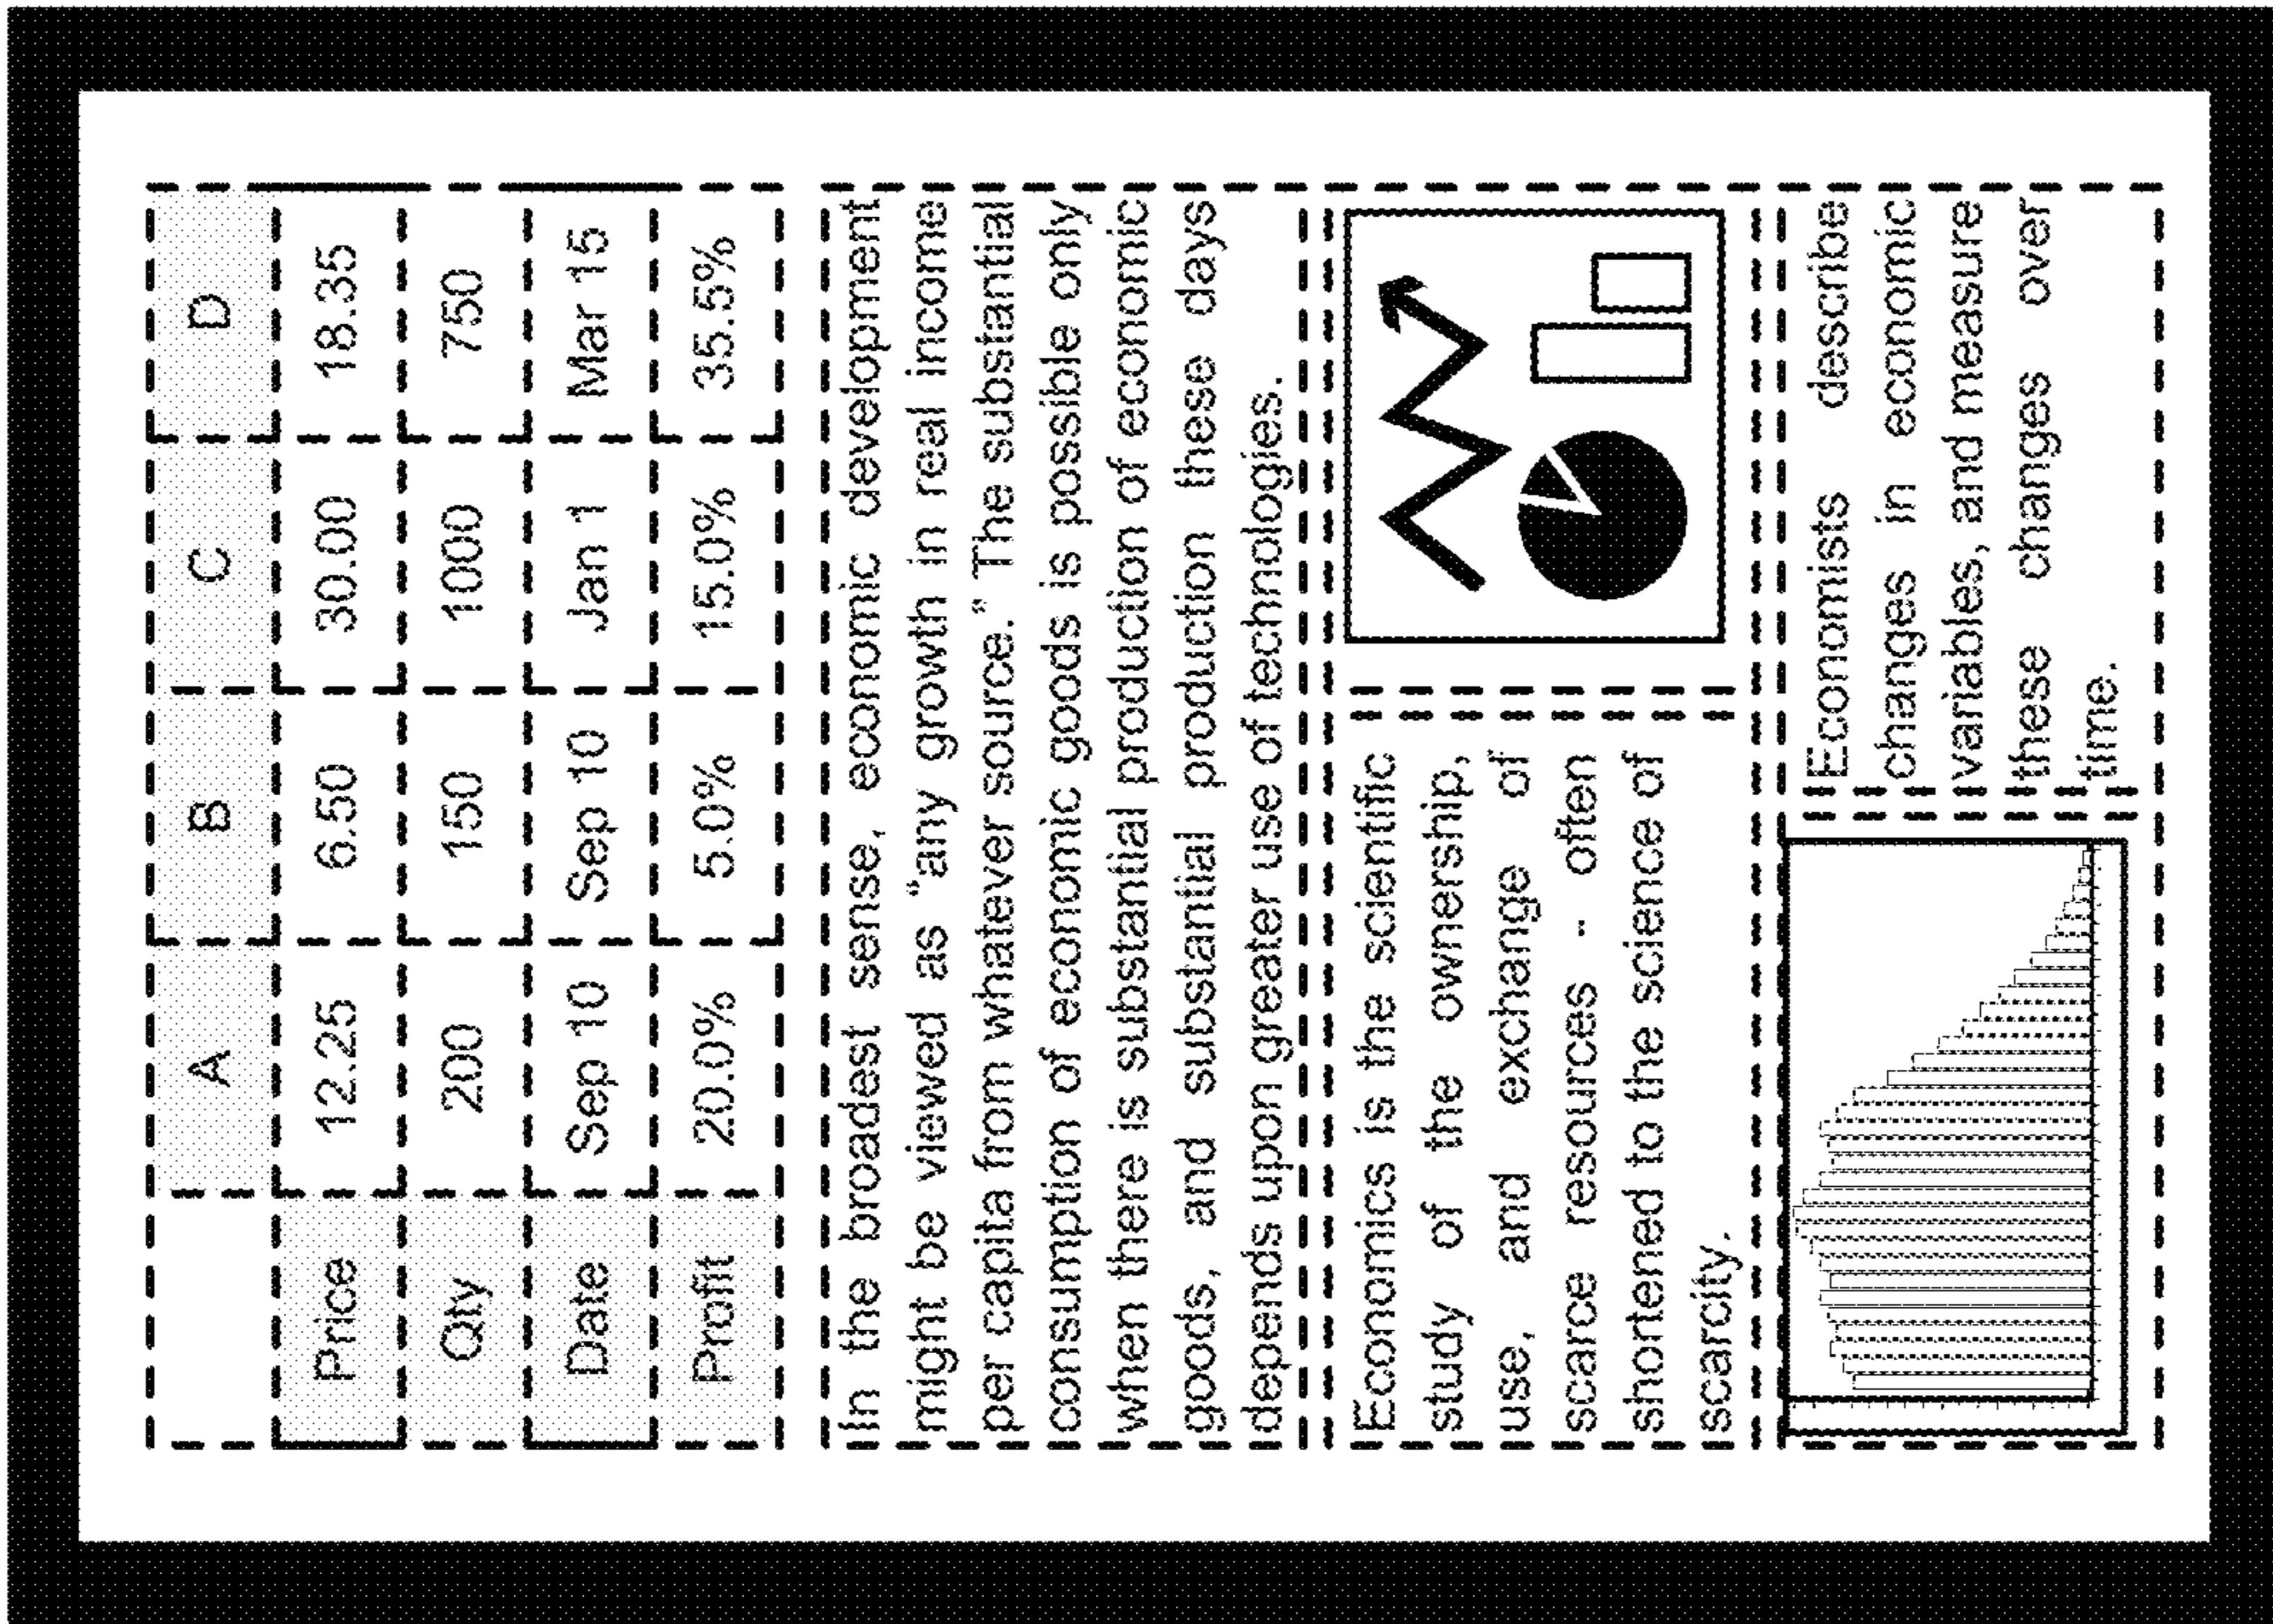 A B C D
Price 12.25 6.50 30.00 18.35
Qty 200 150 1000 750
Date Sep 10 Sep 10 Jan 1 Mar 15
Profit 20.0% 5.0% 15.0% 35.5%
In the broadest sense, economic development
might be viewed as "any growth in real income
per capita from whatever source." The substantial
consumption of economic goods is possible only
when there is substantial production of economic
goods, and substantial production these days
depends upon greater use of technologies.
Economics is the scientific
study of the ownership,
use, and exchange of
scarce resources - often
shortened to the science of
scarcity.
Economists describe
changes in economic
variables, and measure
these changes over
time.